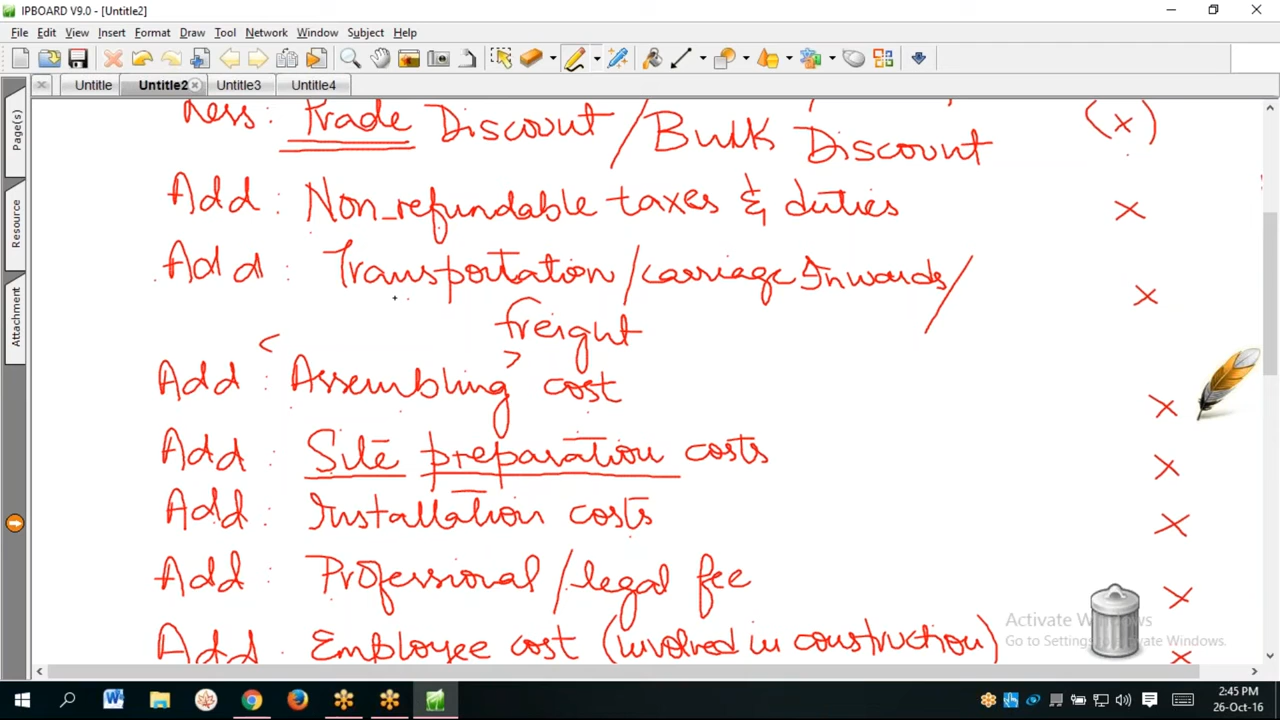 IPBOARD V9.0 - [Untitle2]
File Edit View Insert Format Draw Tool Network Window Subject Help
Untitle Untitle2 Untitle3 Untitle4
Page(s)
Resource
Attachment
Less: Trade Discount / Bulk Discount (x)
Add : Non-refundable taxes & duties x
Add : Transportation / carriage Inwards / x
freight
Add : Assembling cost x
Add : Site preparation costs x
Add : Installation costs x
Add : Professional / legal fee x
Add : Employee cost (involved in construction) x
Activate Windows
Go to Settings to activate Windows.
2:45 PM
26-Oct-16